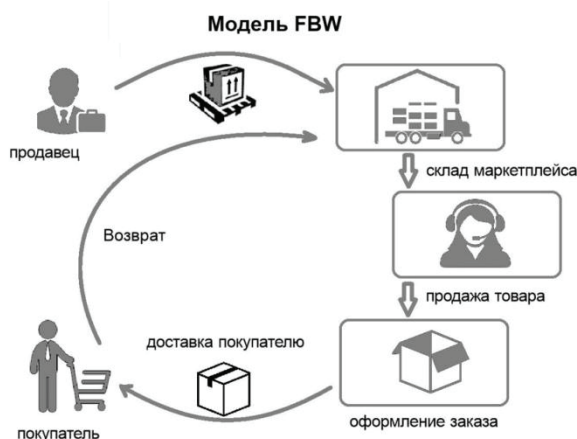 Модель FBW
продавец
склад маркетплейса
Возврат
продажа товара
доставка покупателю
оформление заказа
покупатель